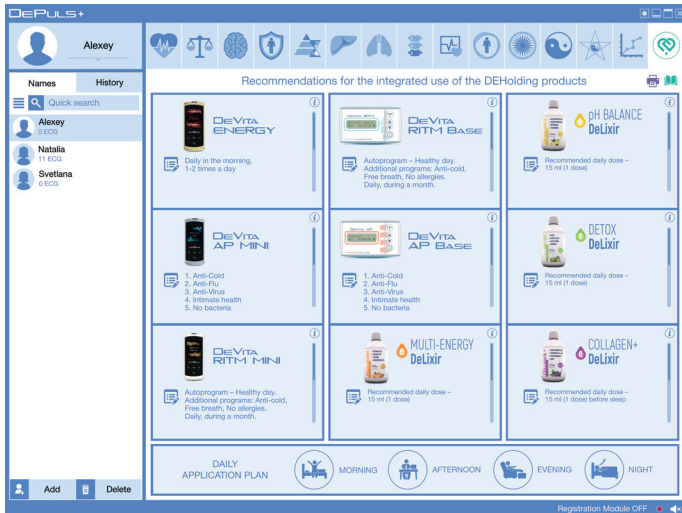 DEPULS+
Alexey
Names
History
Quick search
Alexey
0 ECG
Natalia
11 ECG
Svetlana
0 ECG
Add
Delete
Recommendations for the integrated use of the DEHolding products
DEVITA
ENERGY
Daily in the morning,
1-2 times a day
DEVITA
RITM BASE
Autoprogram – Healthy day.
Additional programs: Anti-cold,
Free breath, No allergies.
Daily, during a month.
pH BALANCE
DeLixir
Recommended daily dose –
15 ml (1 dose)
DEVITA
AP MINI
1. Anti-Cold
2. Anti-Flu
3. Anti-Virus
4. Intimate health
5. No bacteria
DEVITA
AP BASE
1. Anti-Cold
2. Anti-Flu
3. Anti-Virus
4. Intimate health
5. No bacteria
DETOX
DeLixir
Recommended daily dose –
15 ml (1 dose)
DEVITA
RITM MINI
Autoprogram – Healthy day.
Additional programs: Anti-cold,
Free breath, No allergies.
Daily, during a month.
MULTI-ENERGY
DeLixir
Recommended daily dose –
15 ml (1 dose)
COLLAGEN+
DeLixir
Recommended daily dose –
15 ml (1 dose) before sleep
DAILY
APPLICATION PLAN
MORNING
AFTERNOON
EVENING
NIGHT
Registration Module OFF